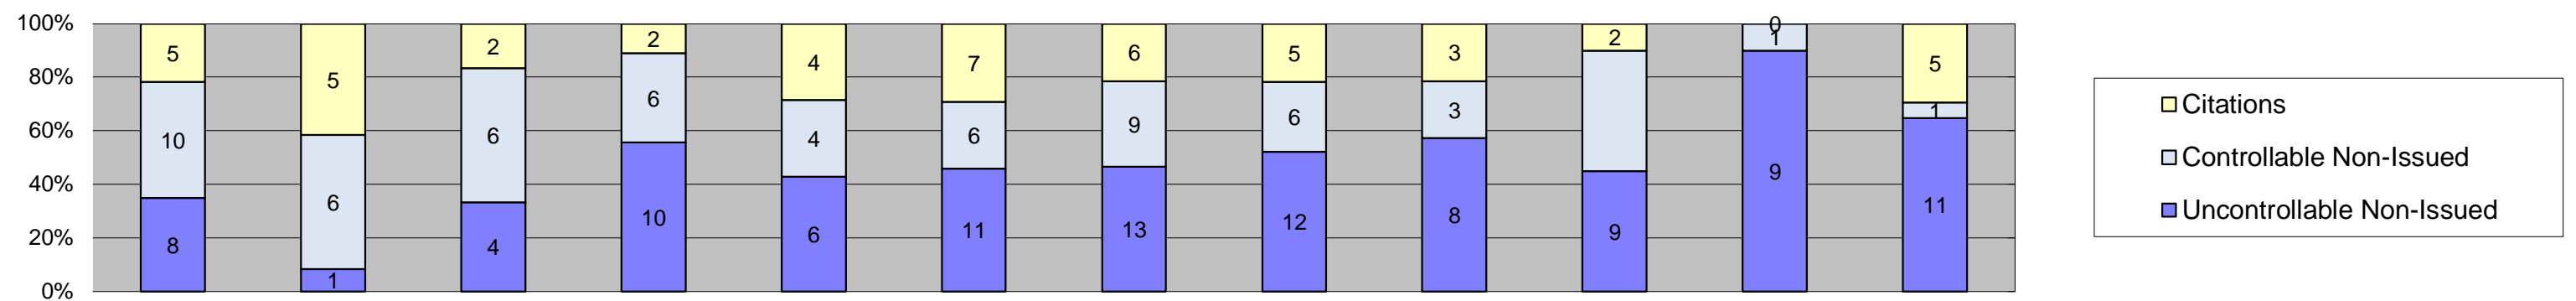 100%
80%
60%
40%
20%
0%
5 5 2 2 4 7 6 5 3 2 0 5
10 6 6 6 4 6 9 6 3 1 1
8 1 4 10 6 11 13 12 8 9 9 11
Citations
Controllable Non-Issued
Uncontrollable Non-Issued